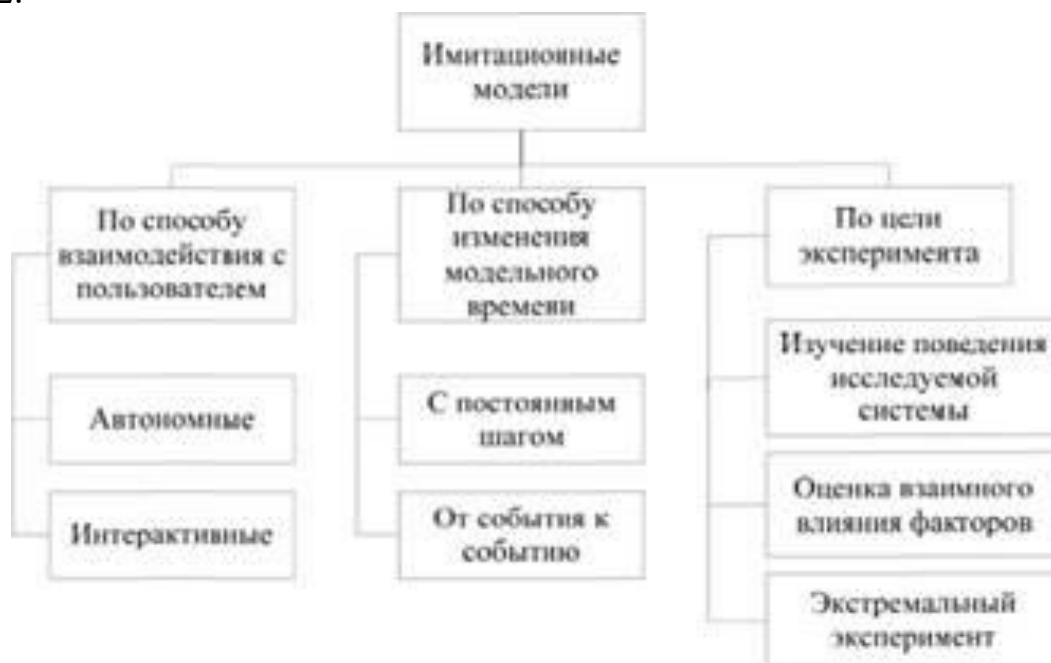 Имитационные
модели
По способу
взаимодействия с
пользователем
По способу
изменения
модельного
времени
По цели
эксперимента
Автономные
Интерактивные
С постоянным
шагом
От события к
событию
Изучение поведения
исследуемой
системы
Оценка взаимного
влияния факторов
Экстремальный
эксперимент